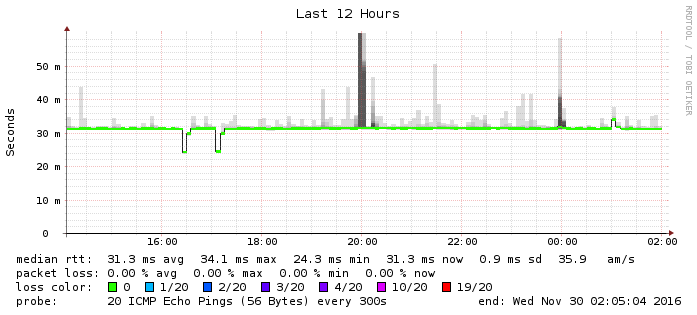 Last 12 Hours
RRDTOOL / TOBI OETIKER
Seconds
50 m
40 m
30 m
20 m
10 m
0
16:00 18:00 20:00 22:00 00:00 02:00
median rtt: 31.3 ms avg 34.1 ms max 24.3 ms min 31.3 ms now 0.9 ms sd 35.9 am/s
packet loss: 0.00 % avg 0.00 % max 0.00 % min 0.00 % now
loss color: 0 1/20 2/20 3/20 4/20 10/20 19/20
probe: 20 ICMP Echo Pings (56 Bytes) every 300s end: Wed Nov 30 02:05:04 2016